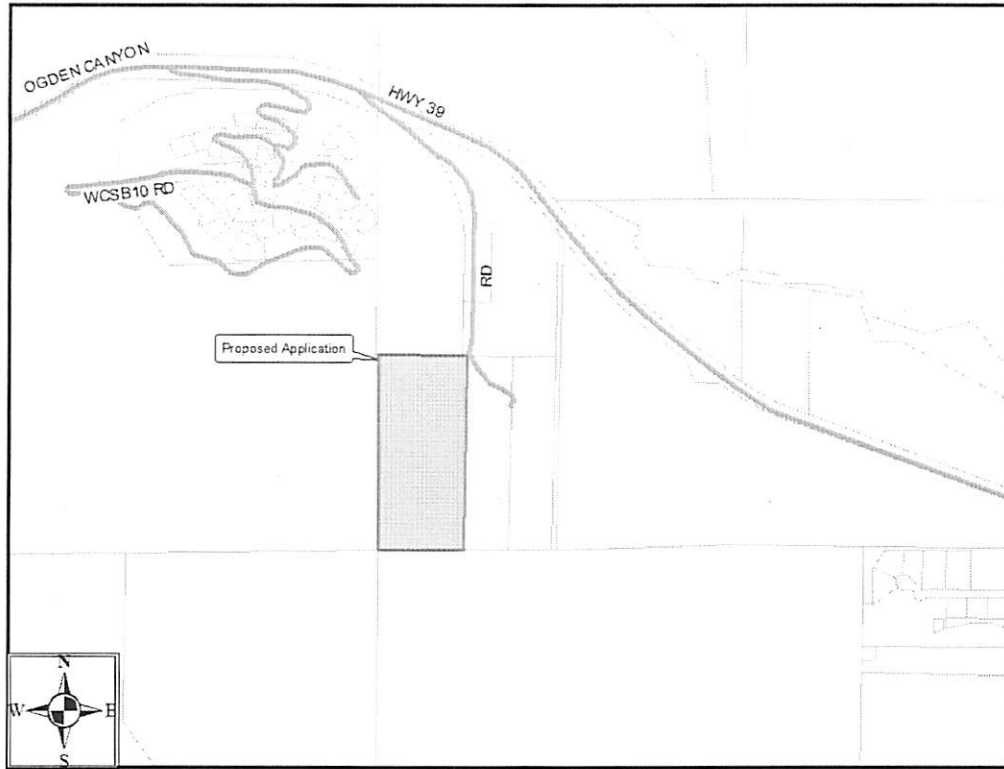 OGDEN CANYON
HWY 39
WCSB10 RD
RD
Proposed Application
N
W E
S